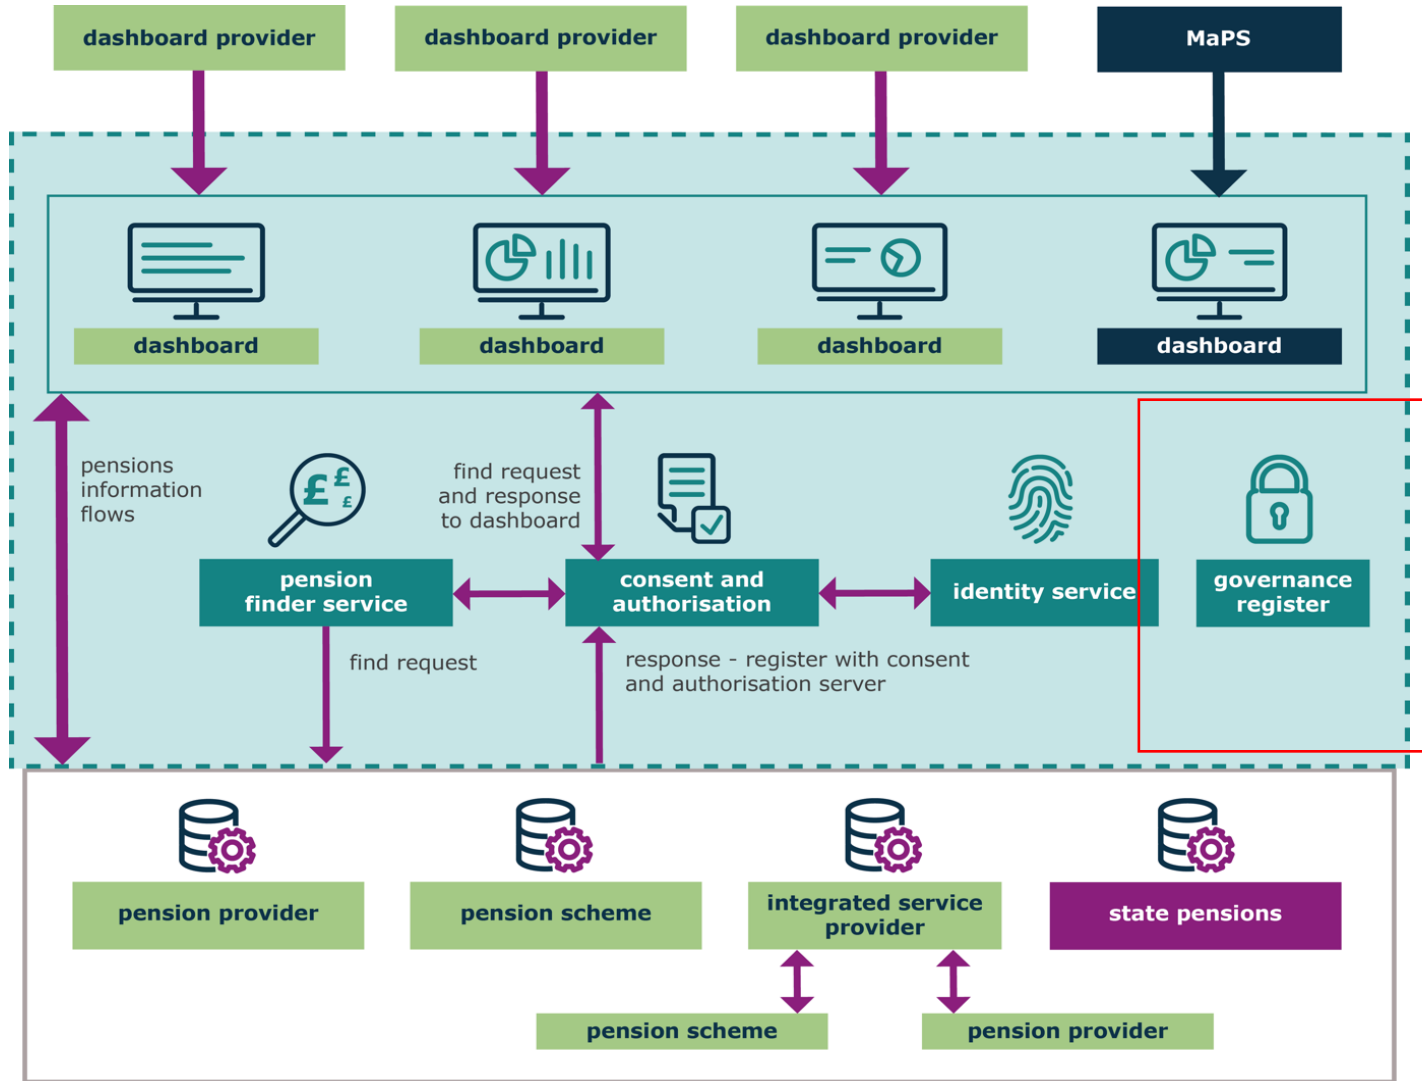 dashboard provider
dashboard provider
dashboard provider
MaPS
dashboard
dashboard
dashboard
dashboard
pensions
information
flows
£ £ £
find request
and response
to dashboard
pension
finder service
consent and
authorisation
identity service
governance
register
find request
response - register with consent
and authorisation server
pension provider
pension scheme
integrated service
provider
state pensions
pension scheme
pension provider